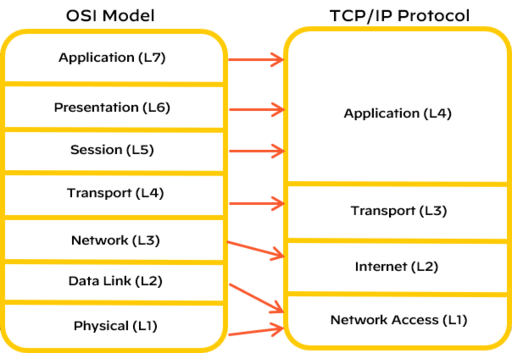 OSI Model
Application (L7)
Presentation (L6)
Session (L5)
Transport (L4)
Network (L3)
Data Link (L2)
Physical (L1)
TCP/IP Protocol
Application (L4)
Transport (L3)
Internet (L2)
Network Access (L1)